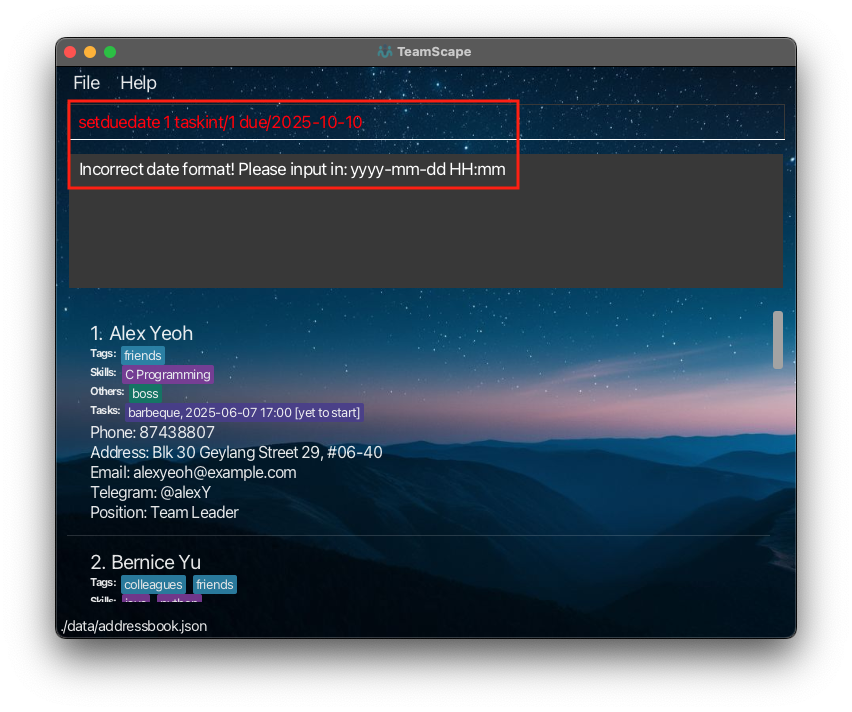 TeamScape
File Help
setduedate 1 taskint/1 due/2025-10-10
Incorrect date format! Please input in: yyyy-mm-dd HH:mm
1. Alex Yeoh
Tags: friends
Skills: C Programming
Others: boss
Tasks: barbeque, 2025-06-07 17:00 [yet to start]
Phone: 87438807
Address: Blk 30 Geylang Street 29, #06-40
Email: alexyeoh@example.com
Telegram: @alexY
Position: Team Leader
2. Bernice Yu
Tags: colleagues friends
Skills: java python
./data/addressbook.json